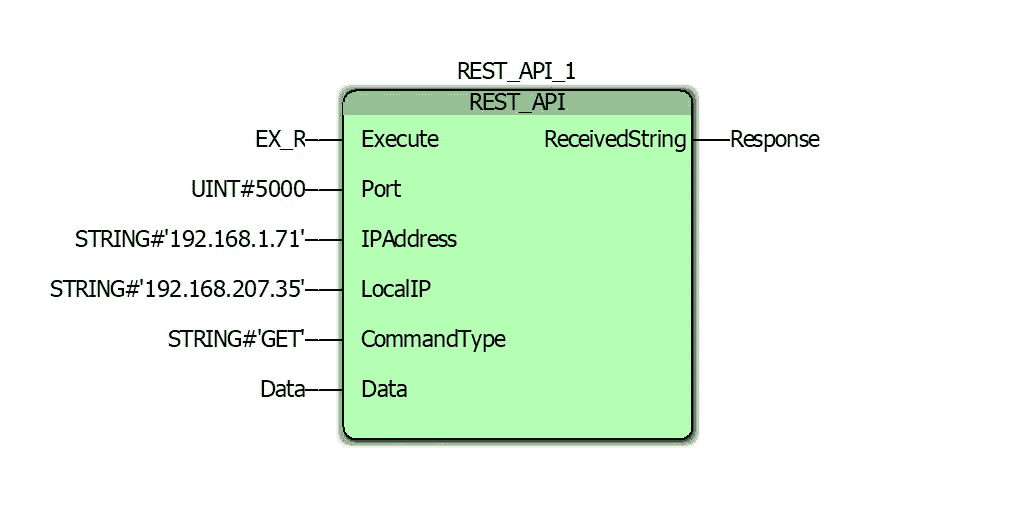 REST_API_1
REST_API
EX_R Execute ReceivedString Response
UINT#5000 Port
STRING#'192.168.1.71' IPAddress
STRING#'192.168.207.35' LocalIP
STRING#'GET' CommandType
Data Data